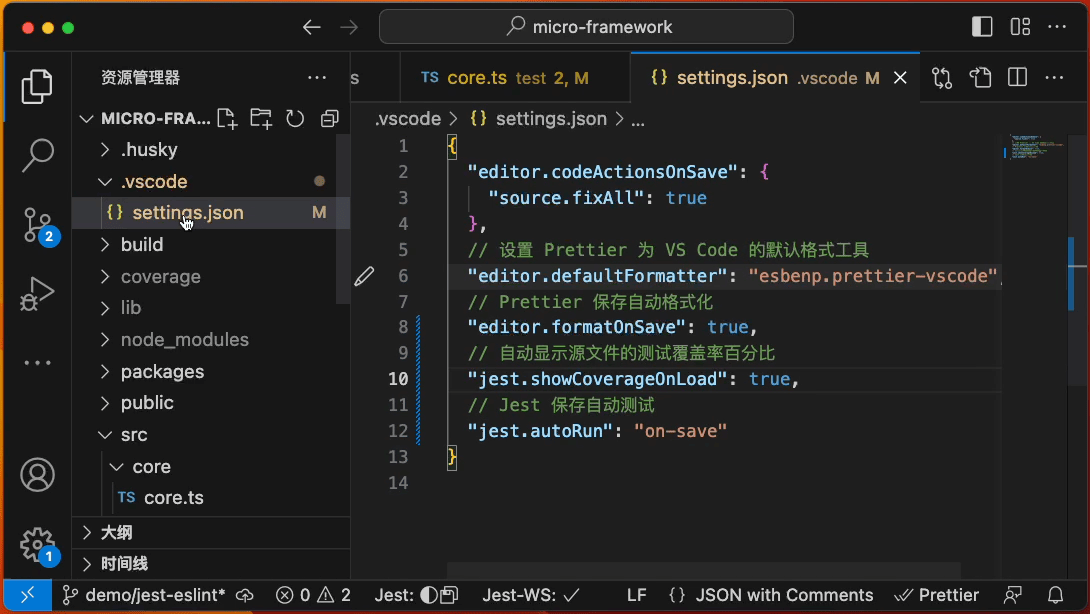 micro-framework
资源管理器
s
TS core.ts test 2, M
{} settings.json .vscode M
MICRO-FRA...
.vscode > {} settings.json > ...
.husky
.vscode
{} settings.json M
build
coverage
lib
node_modules
packages
public
src
core
TS core.ts
大纲
时间线
2
1
1 {
2 "editor.codeActionsOnSave": {
3 "source.fixAll": true
4 },
5 // 设置 Prettier 为 VS Code 的默认格式工具
6 "editor.defaultFormatter": "esbenp.prettier-vscode",
7 // Prettier 保存自动格式化
8 "editor.formatOnSave": true,
9 // 自动显示源文件的测试覆盖率百分比
10 "jest.showCoverageOnLoad": true,
11 // Jest 保存自动测试
12 "jest.autoRun": "on-save"
13 }
14
demo/jest-eslint* 0 2 Jest: Jest-WS: LF {} JSON with Comments Prettier